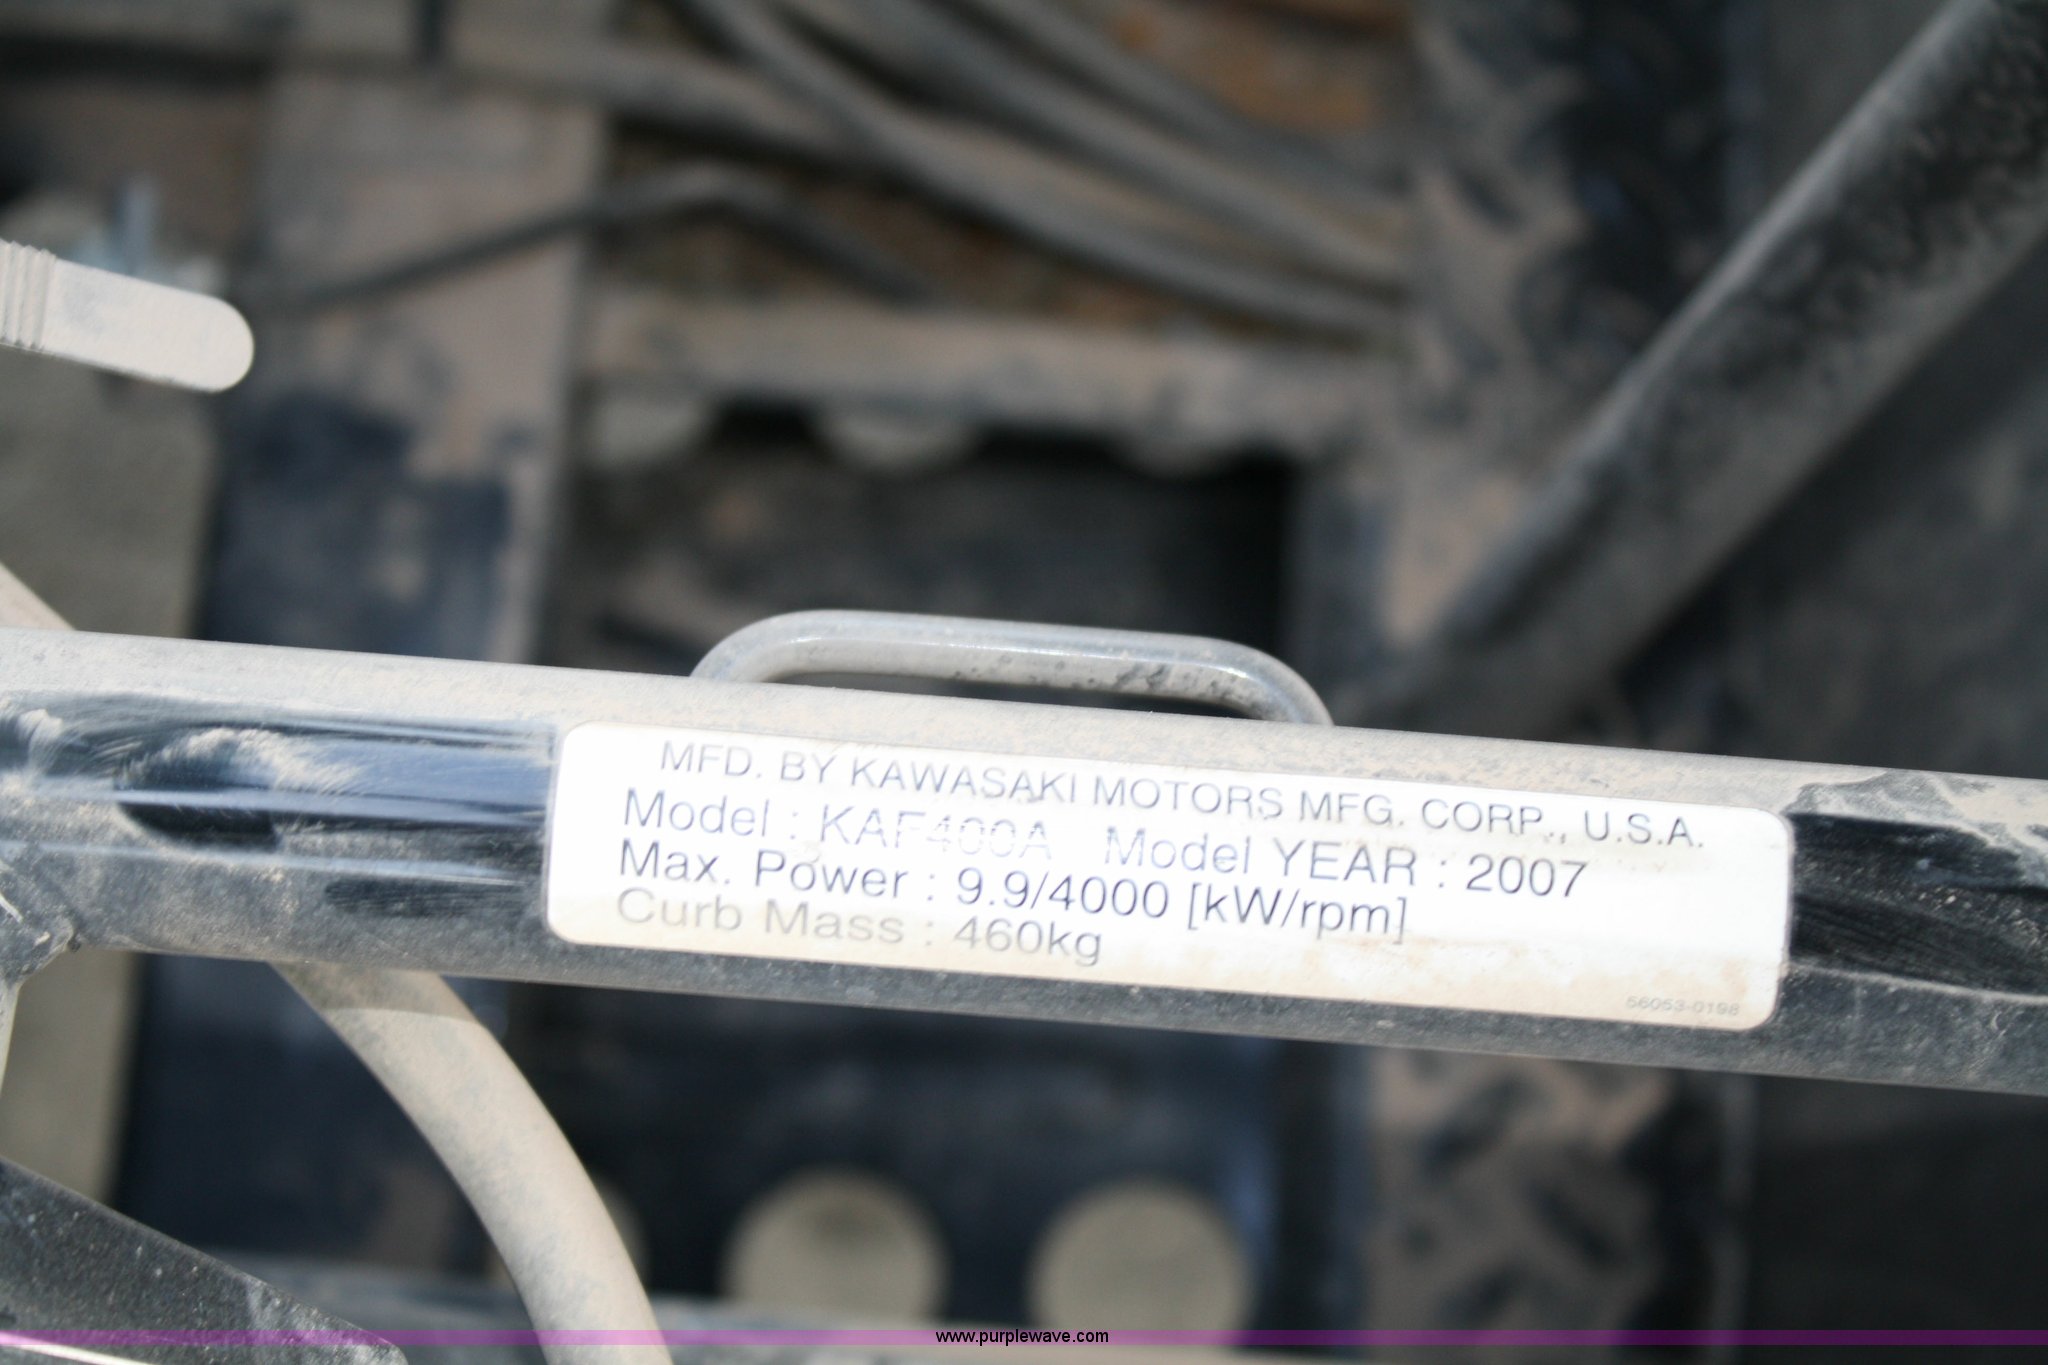 MFD. BY KAWASAKI MOTORS MFG. CORP., U.S.A.
Model : KAF400A Model YEAR : 2007
Max. Power : 9.9/4000 [kW/rpm]
Curb Mass : 460kg
56053-0198
www.purplewave.com